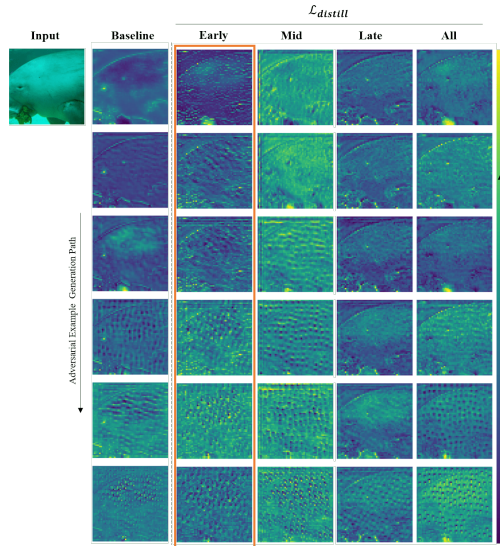 ℒ_distill
Input Baseline Early Mid Late All
Adversarial Example Generation Path